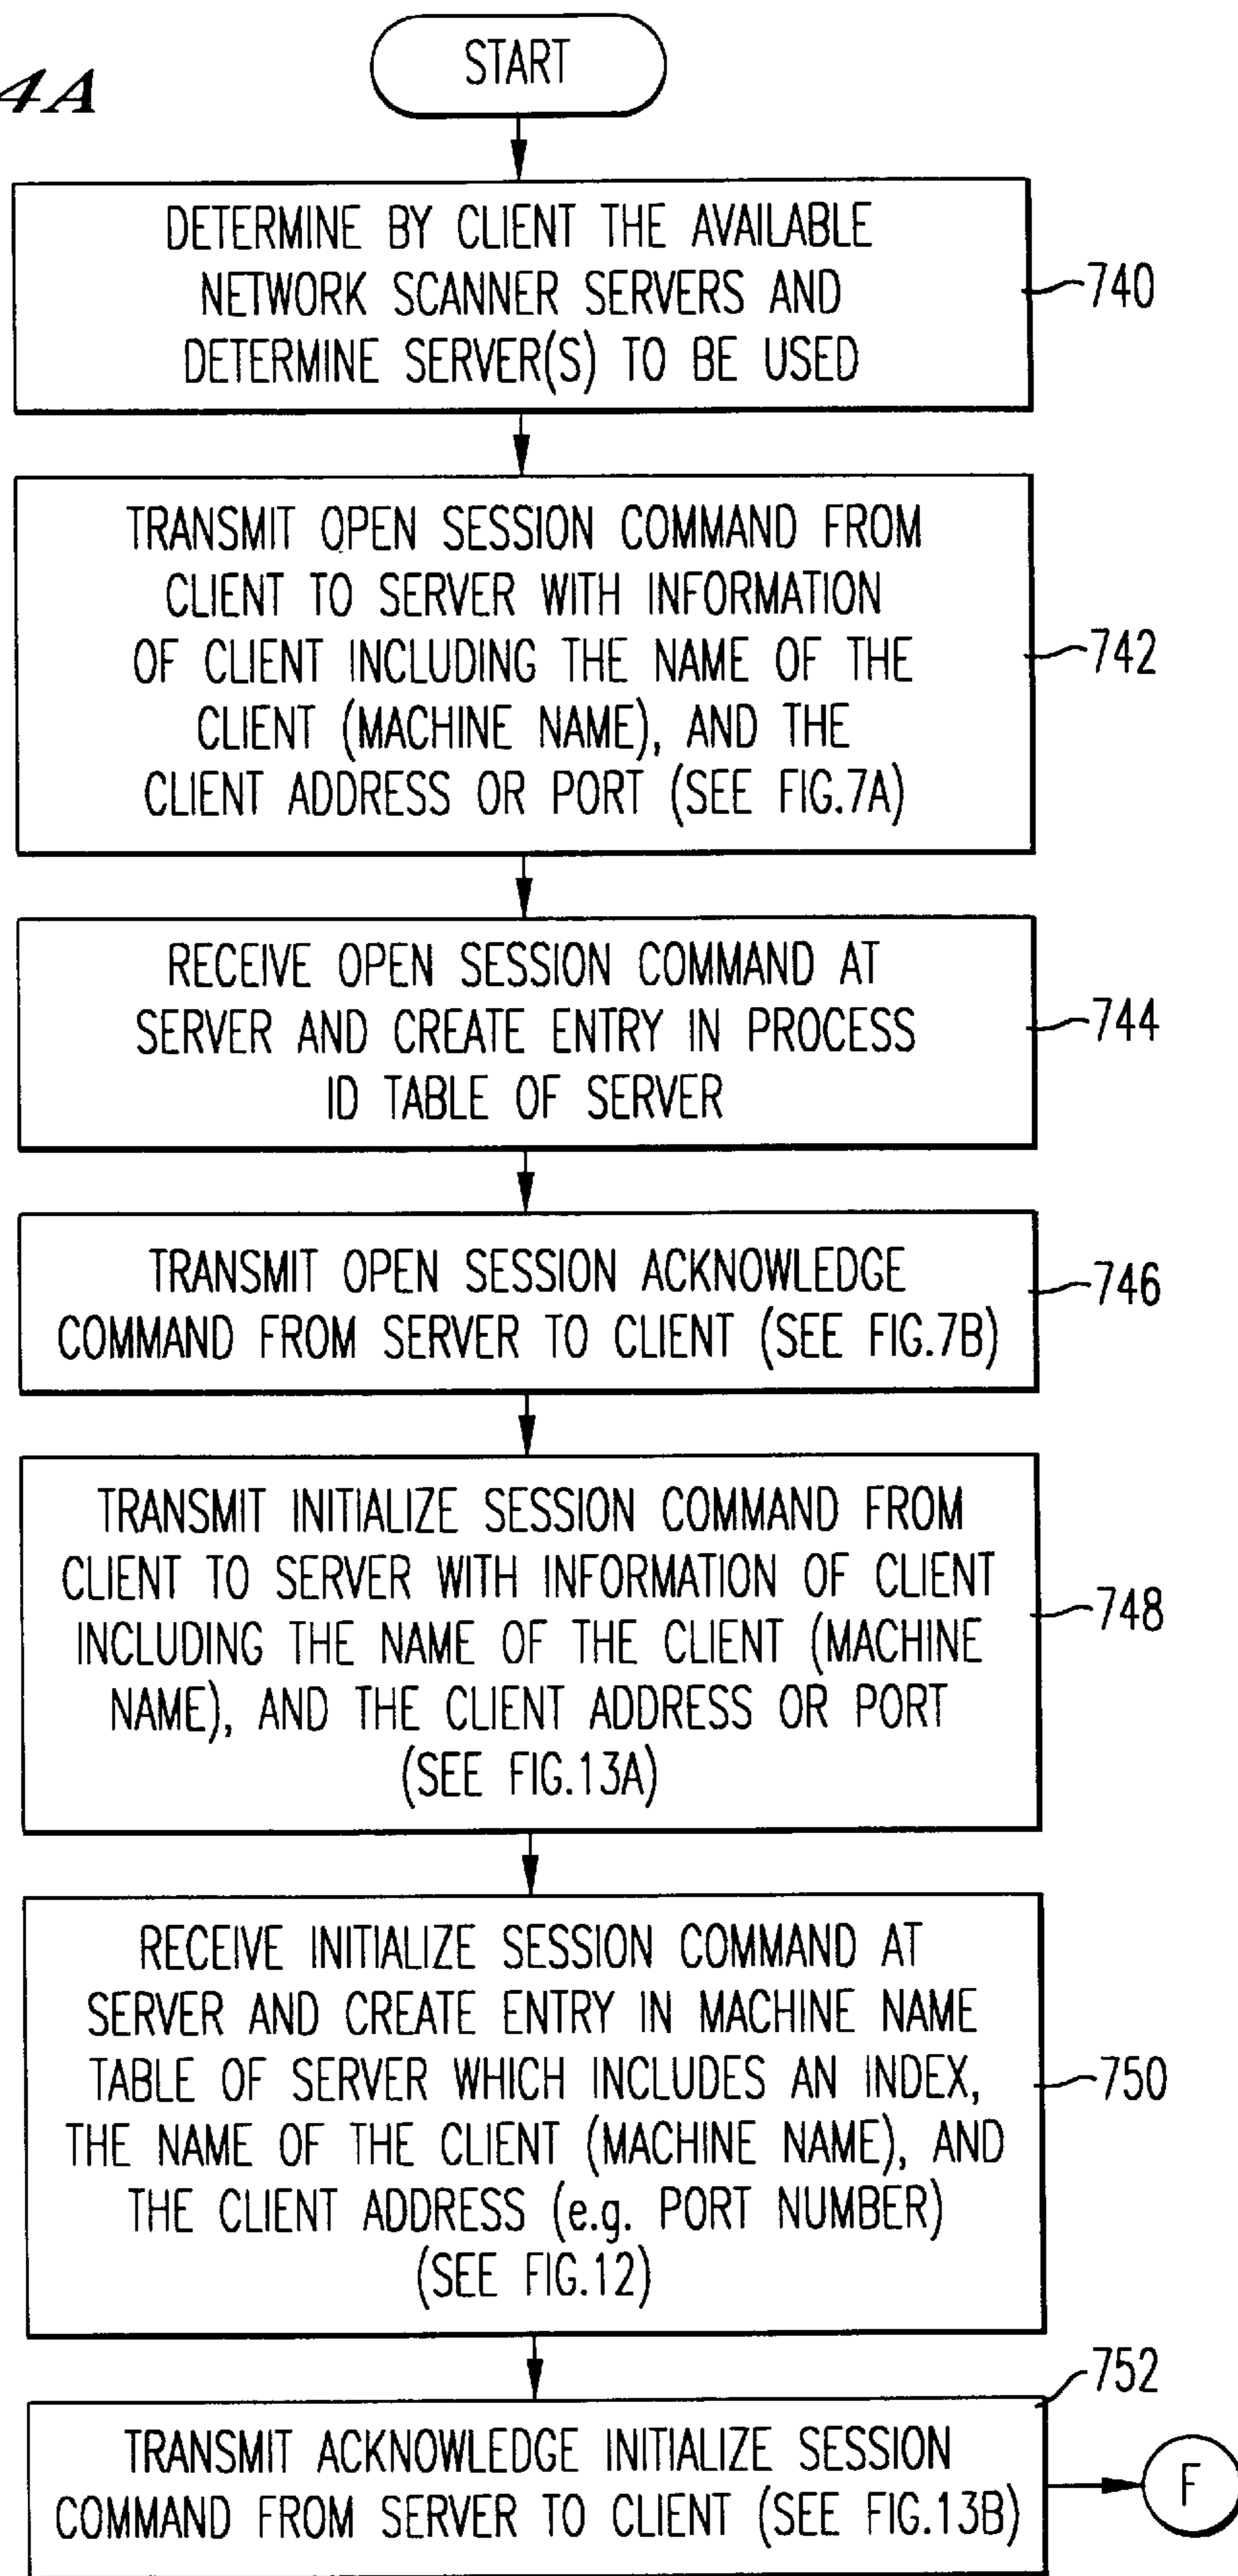 4A
START
DETERMINE BY CLIENT THE AVAILABLE
NETWORK SCANNER SERVERS AND
DETERMINE SERVER(S) TO BE USED
740
TRANSMIT OPEN SESSION COMMAND FROM
CLIENT TO SERVER WITH INFORMATION
OF CLIENT INCLUDING THE NAME OF THE
CLIENT (MACHINE NAME), AND THE
CLIENT ADDRESS OR PORT (SEE FIG.7A)
742
RECEIVE OPEN SESSION COMMAND AT
SERVER AND CREATE ENTRY IN PROCESS
ID TABLE OF SERVER
744
TRANSMIT OPEN SESSION ACKNOWLEDGE
COMMAND FROM SERVER TO CLIENT (SEE FIG.7B)
746
TRANSMIT INITIALIZE SESSION COMMAND FROM
CLIENT TO SERVER WITH INFORMATION OF CLIENT
INCLUDING THE NAME OF THE CLIENT (MACHINE
NAME), AND THE CLIENT ADDRESS OR PORT
(SEE FIG.13A)
748
RECEIVE INITIALIZE SESSION COMMAND AT
SERVER AND CREATE ENTRY IN MACHINE NAME
TABLE OF SERVER WHICH INCLUDES AN INDEX,
THE NAME OF THE CLIENT (MACHINE NAME), AND
THE CLIENT ADDRESS (e.g. PORT NUMBER)
(SEE FIG.12)
750
752
TRANSMIT ACKNOWLEDGE INITIALIZE SESSION
COMMAND FROM SERVER TO CLIENT (SEE FIG.13B)
F